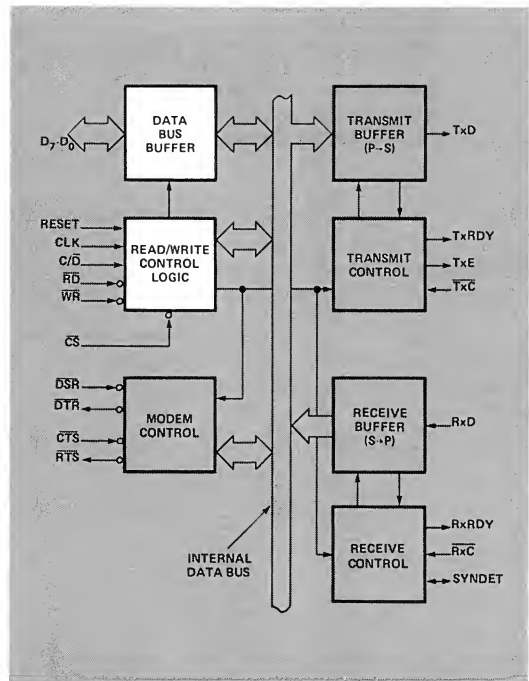 DATA
BUS
BUFFER
D7-D0
RESET
CLK
C/D̅
R̅D̅
W̅R̅
C̅S̅
READ/WRITE
CONTROL
LOGIC
D̅S̅R̅
D̅T̅R̅
C̅T̅S̅
R̅T̅S̅
MODEM
CONTROL
INTERNAL
DATA BUS
TRANSMIT
BUFFER
(P→S)
TxD
TRANSMIT
CONTROL
TxRDY
TxE
T̅x̅C̅
RECEIVE
BUFFER
(S→P)
RxD
RECEIVE
CONTROL
RxRDY
R̅x̅C̅
SYNDET